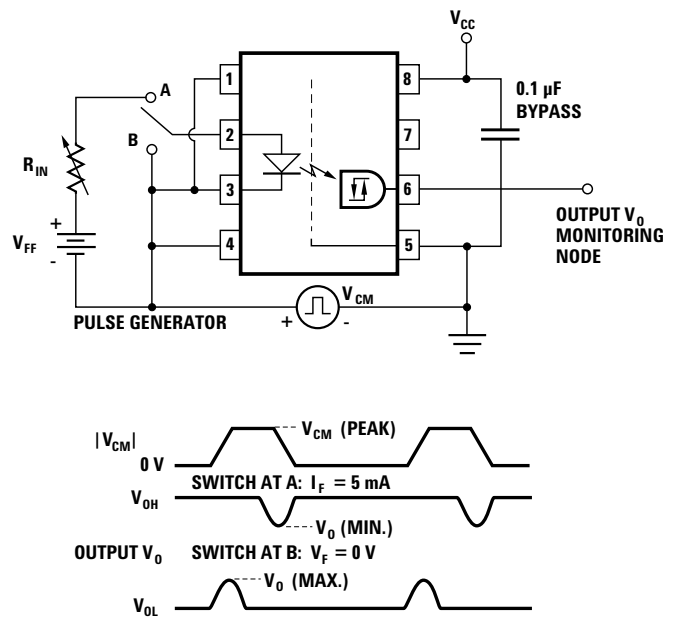 V_CC
1
8
0.1 µF
BYPASS
A
2
7
B
R_IN
3
6
OUTPUT V_O
MONITORING
NODE
+
V_FF
-
4
5
V_CM
PULSE GENERATOR
+
-
|V_CM|
V_CM (PEAK)
0 V
SWITCH AT A: I_F = 5 mA
V_OH
V_O (MIN.)
OUTPUT V_O
SWITCH AT B: V_F = 0 V
V_O (MAX.)
V_OL